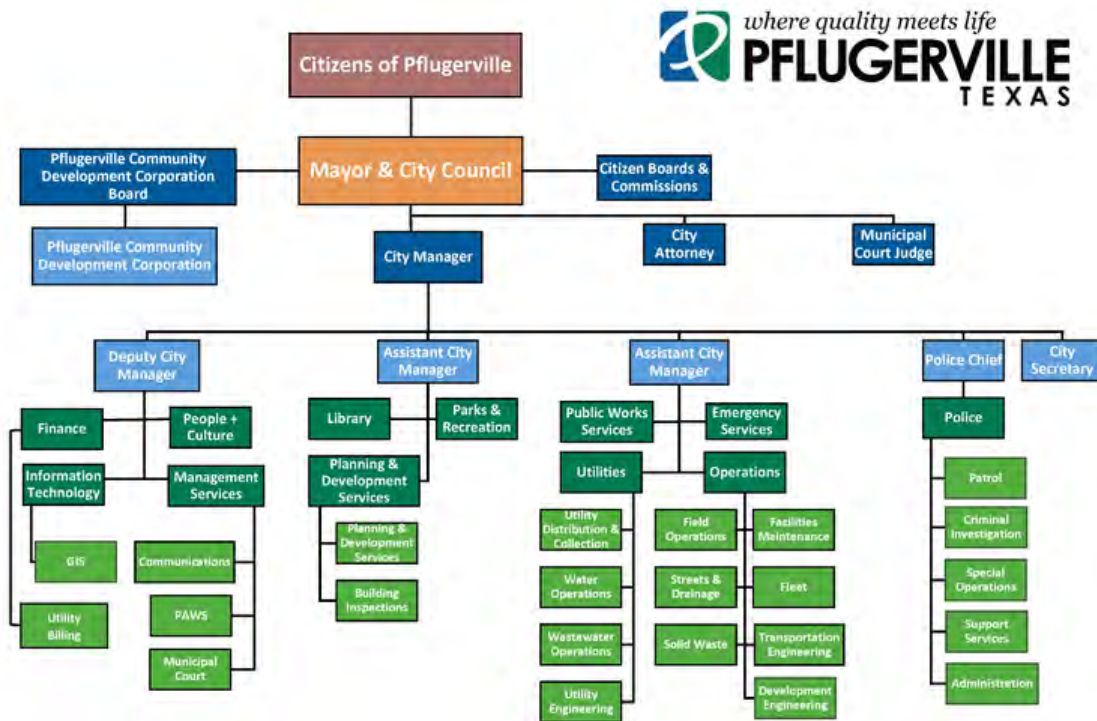 where quality meets life
PFLUGERVILLE
TEXAS
Citizens of Pflugerville
Mayor & City Council
Pflugerville Community
Development Corporation
Board
Citizen Boards &
Commissions
Pflugerville Community
Development Corporation
City Manager
City
Attorney
Municipal
Court Judge
Deputy City
Manager
Assistant City
Manager
Assistant City
Manager
Police Chief
City
Secretary
Finance
People +
Culture
Information
Technology
Management
Services
GIS
Communications
Utility
Billing
PAWS
Municipal
Court
Library
Parks &
Recreation
Planning &
Development
Services
Planning &
Development
Services
Building
Inspections
Public Works
Services
Emergency
Services
Utilities
Operations
Utility
Distribution &
Collection
Field
Operations
Facilities
Maintenance
Water
Operations
Streets &
Drainage
Fleet
Wastewater
Operations
Solid Waste
Transportation
Engineering
Utility
Engineering
Development
Engineering
Police
Patrol
Criminal
Investigation
Special
Operations
Support
Services
Administration